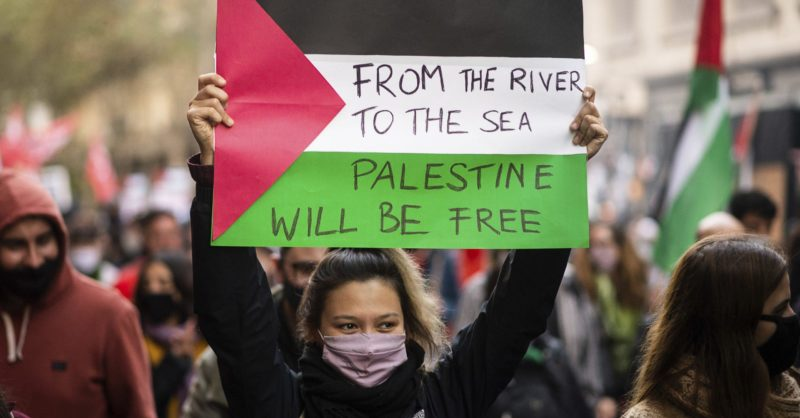 FROM THE RIVER
TO THE SEA
PALESTINE
WILL BE FREE